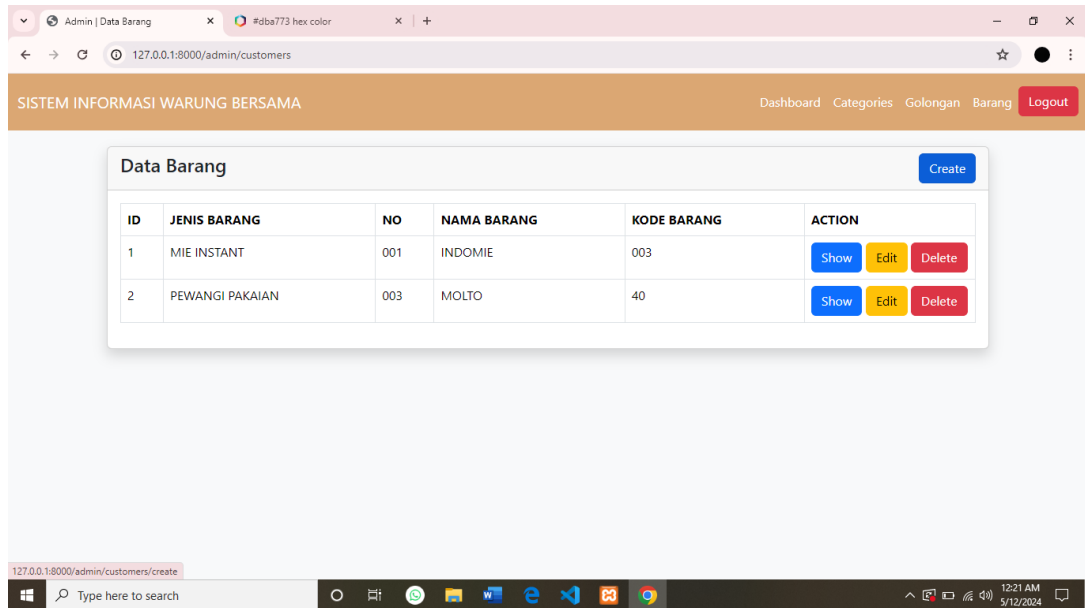 Admin | Data Barang
#dba773 hex color
127.0.0.1:8000/admin/customers
SISTEM INFORMASI WARUNG BERSAMA
Dashboard Categories Golongan Barang Logout
Data Barang
Create
ID JENIS BARANG NO NAMA BARANG KODE BARANG ACTION
1 MIE INSTANT 001 INDOMIE 003 Show Edit Delete
2 PEWANGI PAKAIAN 003 MOLTO 40 Show Edit Delete
127.0.0.1:8000/admin/customers/create
Type here to search
12:21 AM
5/12/2024